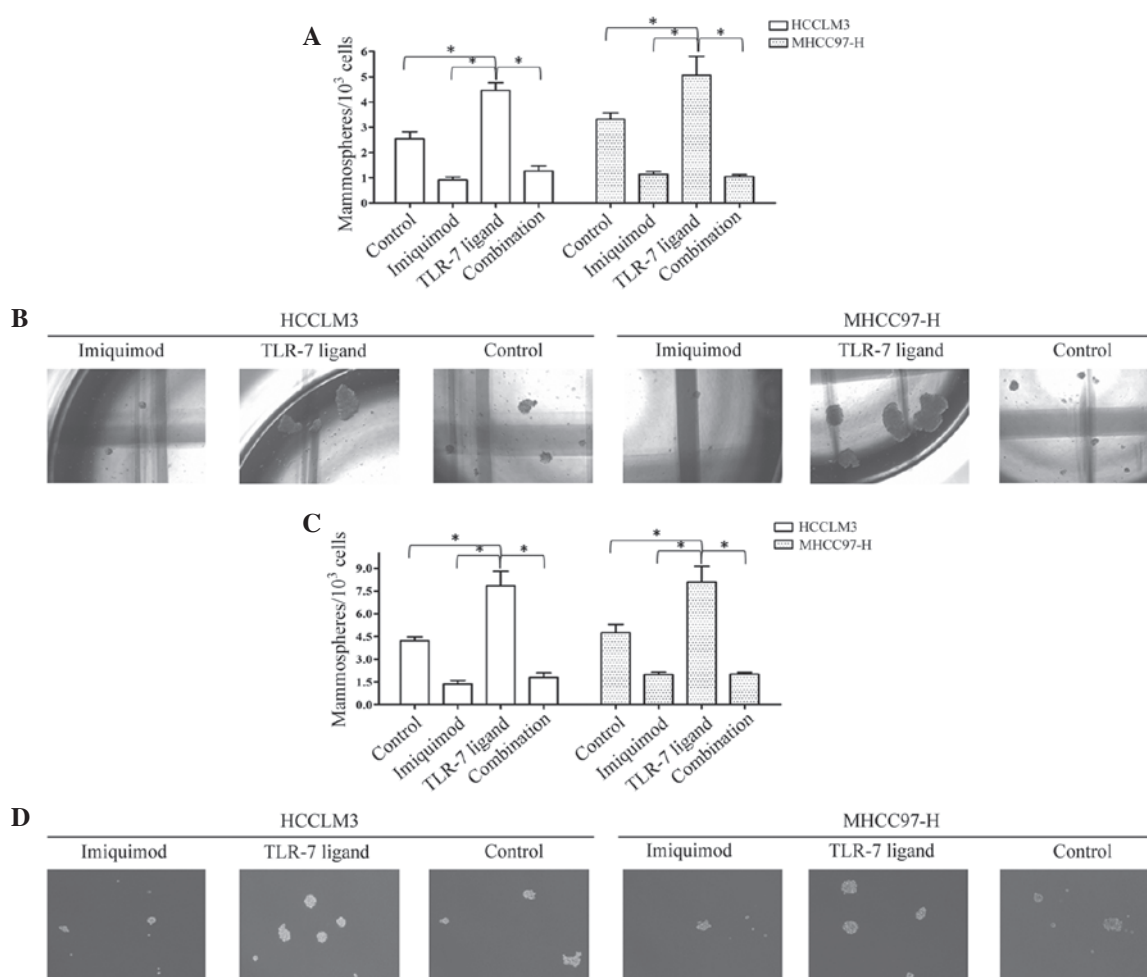 A
HCCLM3
MHCC97-H
Mammospheres/10³ cells
6
5
4
3
2
1
0
* * *
* * *
Control
Imiquimod
TLR-7 ligand
Combination
Control
Imiquimod
TLR-7 ligand
Combination
B
HCCLM3 MHCC97-H
Imiquimod TLR-7 ligand Control Imiquimod TLR-7 ligand Control
C
HCCLM3
MHCC97-H
Mammospheres/10³ cells
9.0
7.5
6.0
4.5
3.0
1.5
0.0
* * *
* * *
Control
Imiquimod
TLR-7 ligand
Combination
Control
Imiquimod
TLR-7 ligand
Combination
D
HCCLM3 MHCC97-H
Imiquimod TLR-7 ligand Control Imiquimod TLR-7 ligand Control